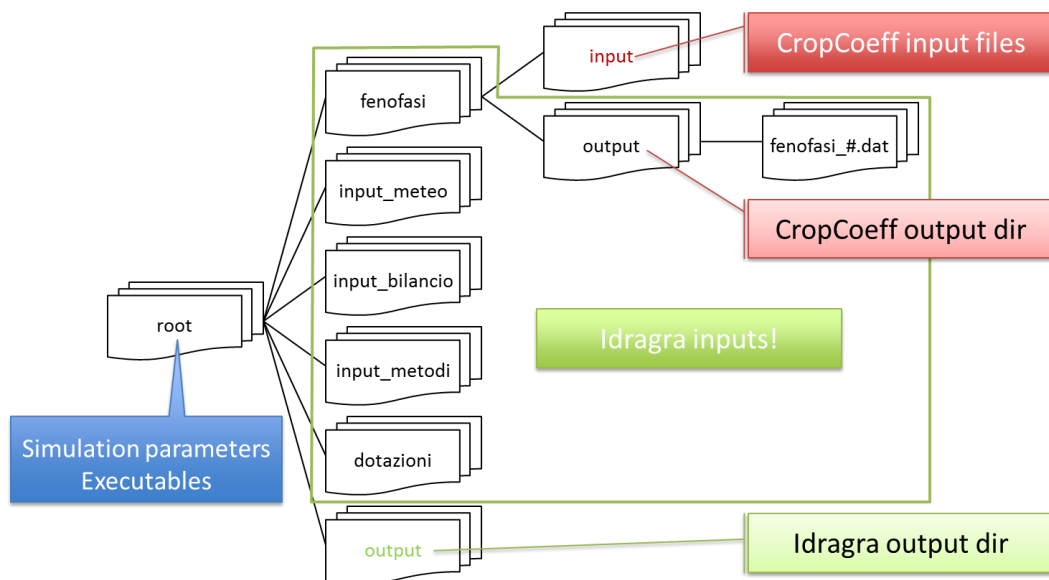 input
CropCoeff input files
fenofasi
output
fenofasi_#.dat
input_meteo
CropCoeff output dir
input_bilancio
root
Idragra inputs!
input_metodi
Simulation parameters
Executables
dotazioni
output
Idragra output dir